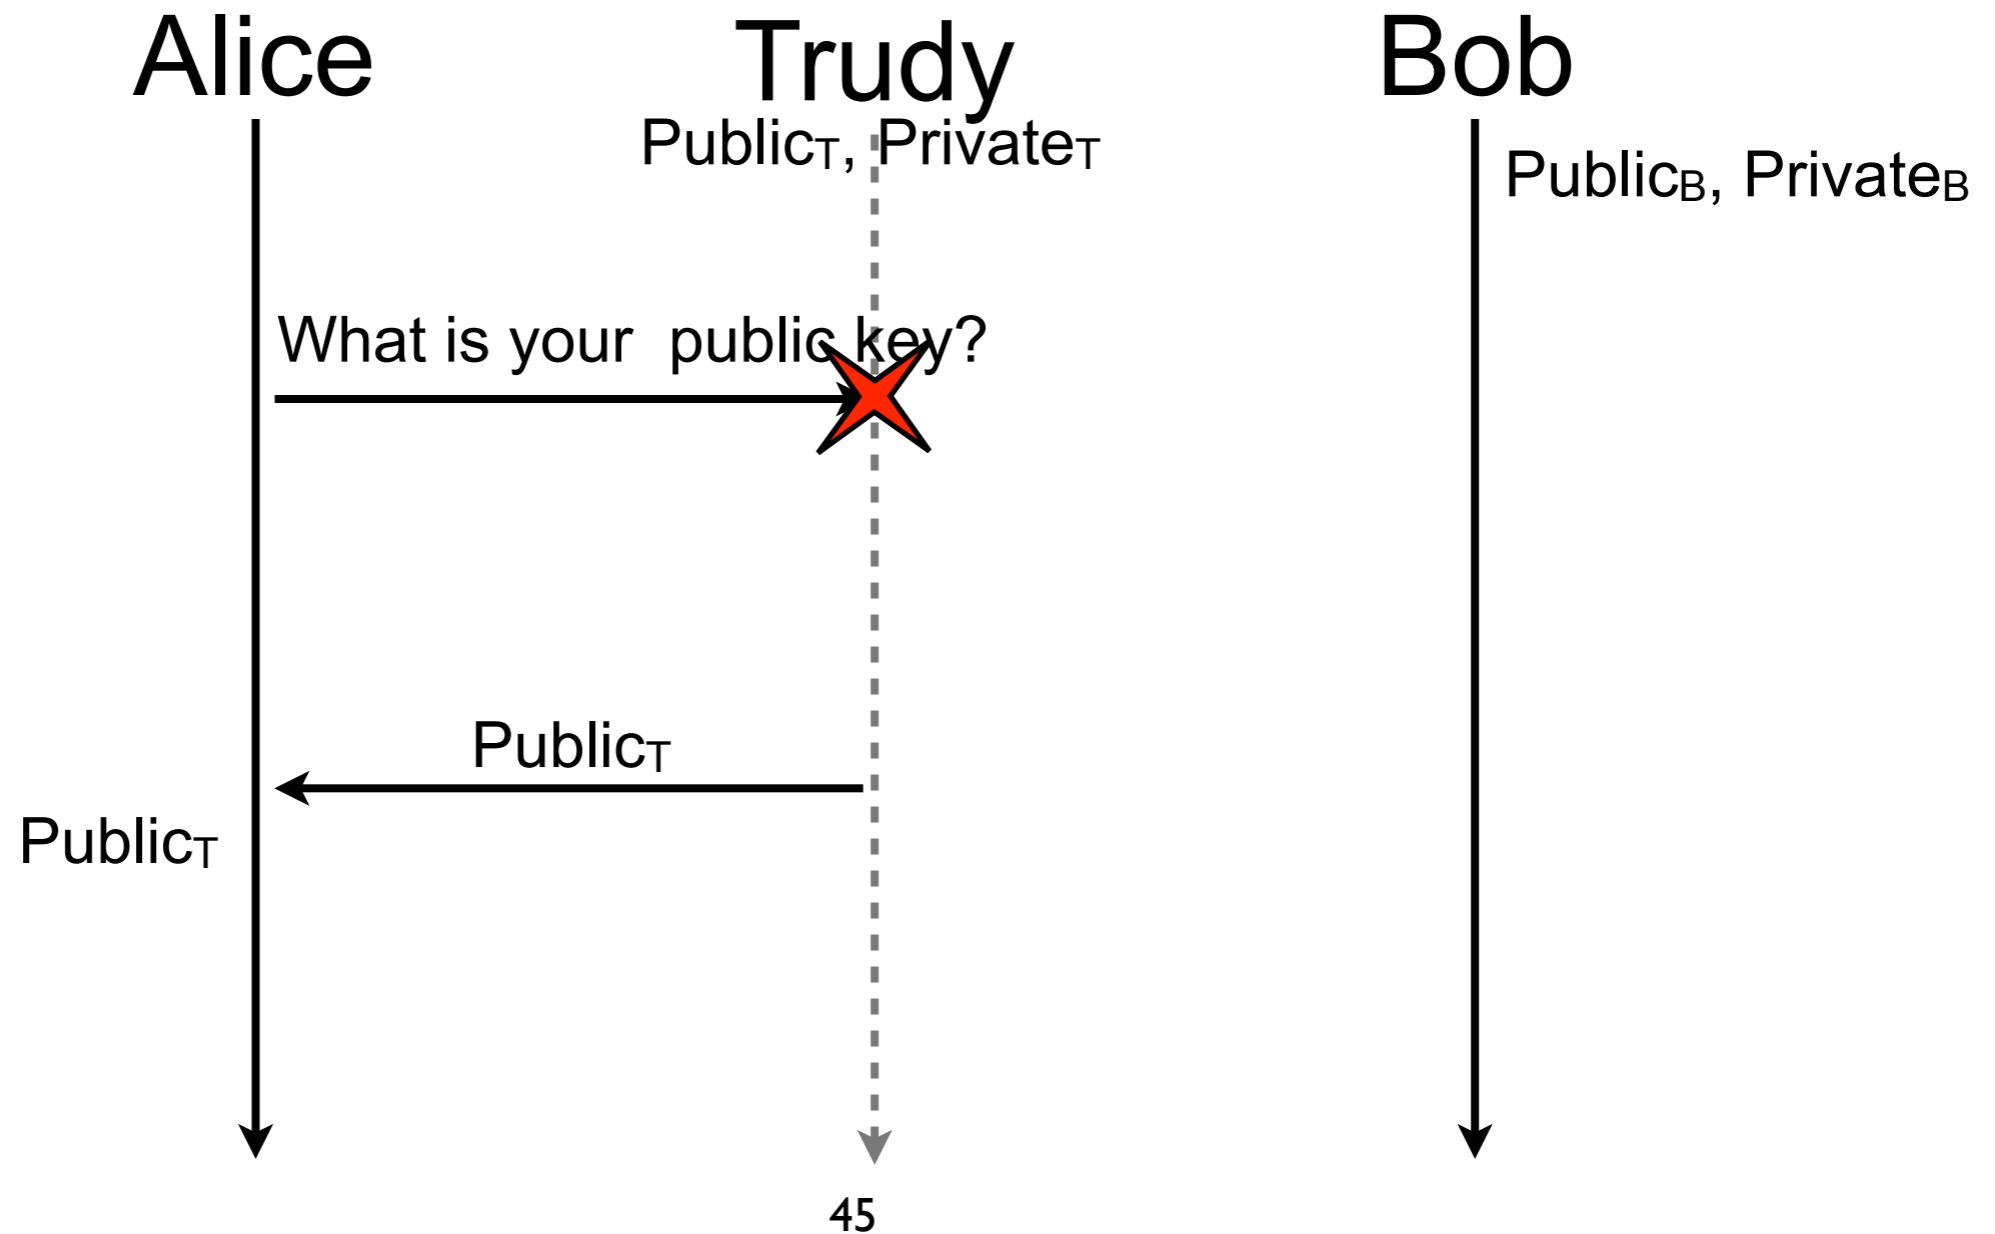 Alice Trudy Bob
PublicT, PrivateT
PublicB, PrivateB
What is your  public key?
PublicT
PublicT
45